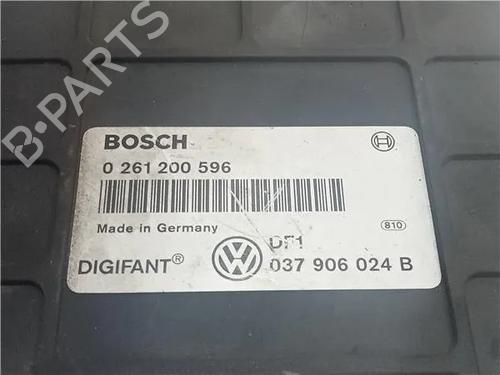 B-PARTS
BOSCH
0 261 200 596
Made in Germany
810
DIGIFANT® DF1
037 906 024 B